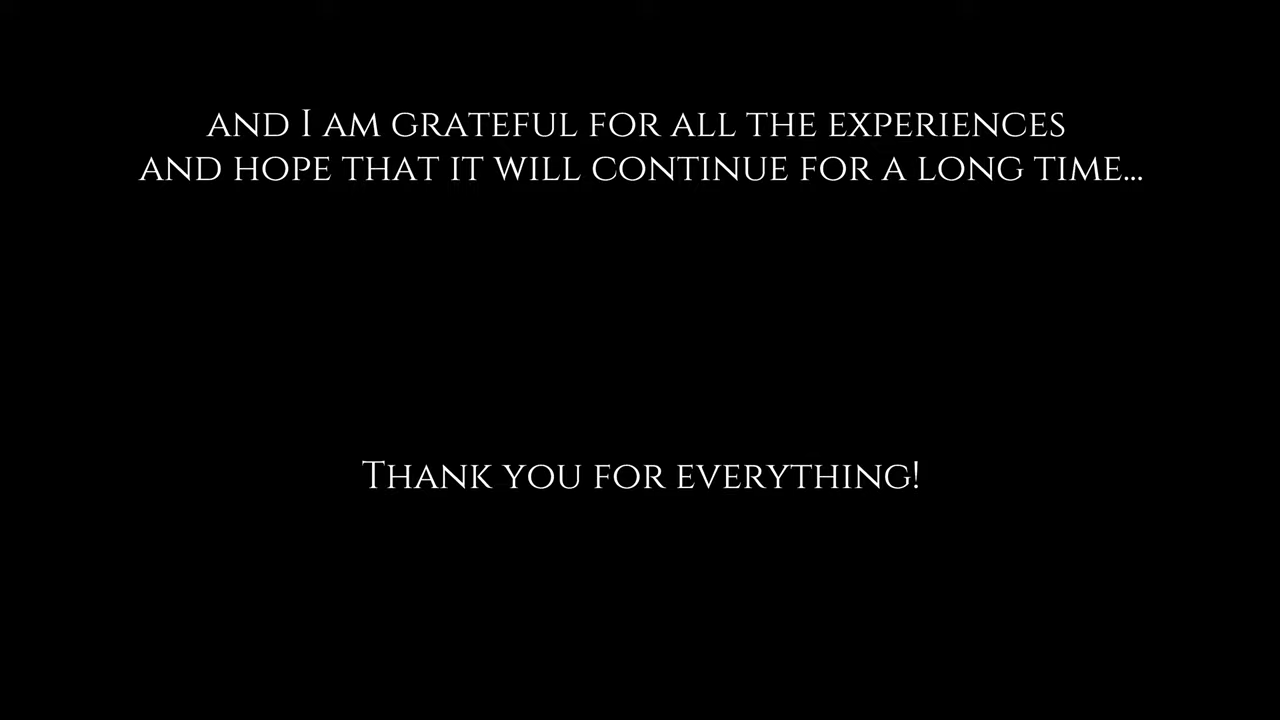 AND I AM GRATEFUL FOR ALL THE EXPERIENCES
AND HOPE THAT IT WILL CONTINUE FOR A LONG TIME...
THANK YOU FOR EVERYTHING!